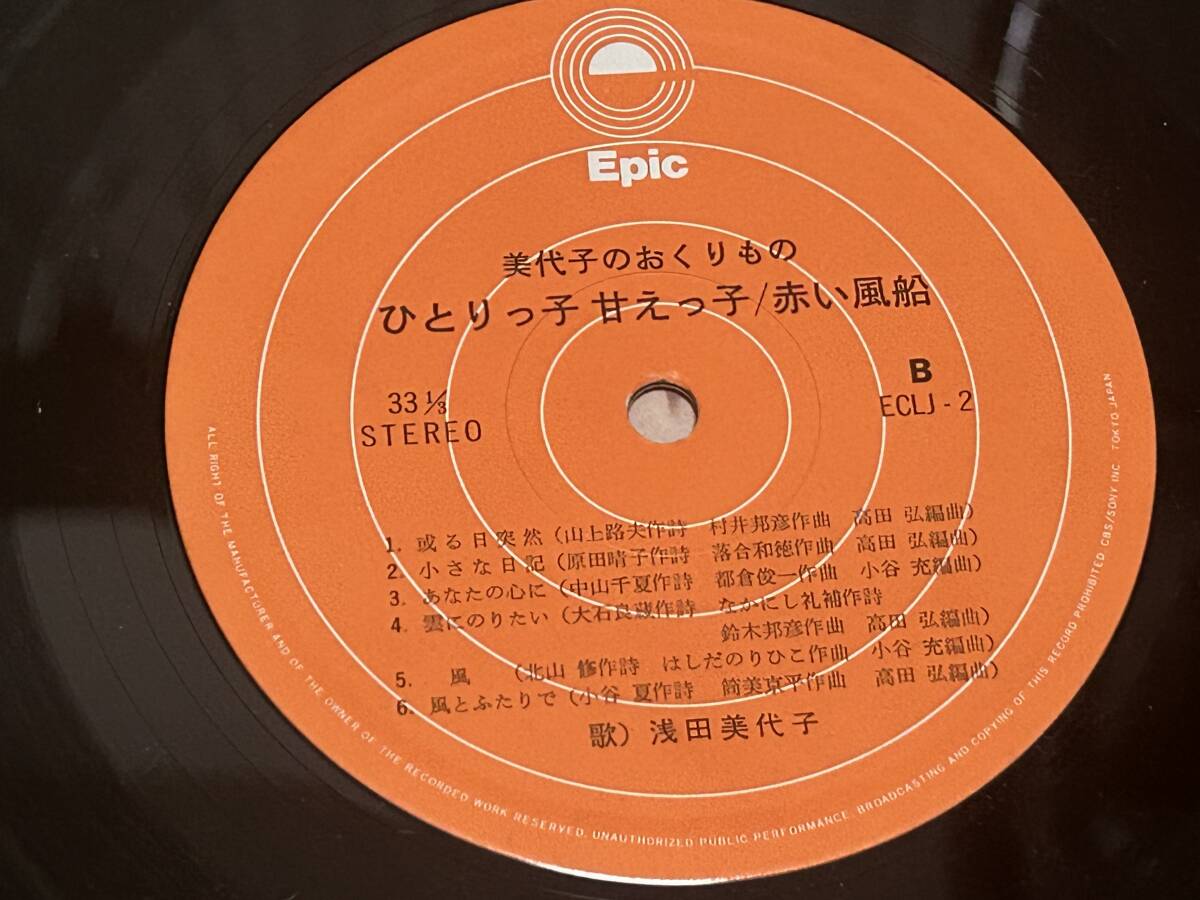 Epic
美代子のおくりもの
ひとりっ子 甘えっ子/赤い風船
33 ⅓
STEREO
B
ECLJ-2
1. 或る日突然 (山上路夫作詩 村井邦彦作曲 高田 弘編曲)
2. 小さな日記 (原田晴子作詩 落合和徳作曲 高田 弘編曲)
3. あなたの心に (中山千夏作詩 都倉俊一作曲 小谷 充編曲)
4. 雲にのりたい (大石良蔵作詩 なかにし礼補作詩
鈴木邦彦作曲 高田 弘編曲)
5. 風 (北山 修作詩 はしだのりひこ作曲 小谷 充編曲)
6. 風とふたりで (小谷 夏作詩 筒美京平作曲 高田 弘編曲)
歌) 浅田美代子
ALL RIGHT OF THE MANUFACTURER AND OF THE OWNER OF THE RECORDED WORK RESERVED. UNAUTHORIZED PUBLIC PERFORMANCE. BROADCASTING AND COPYING OF THIS RECORD PROHIBITED CBS/SONY INC TOKYO JAPAN